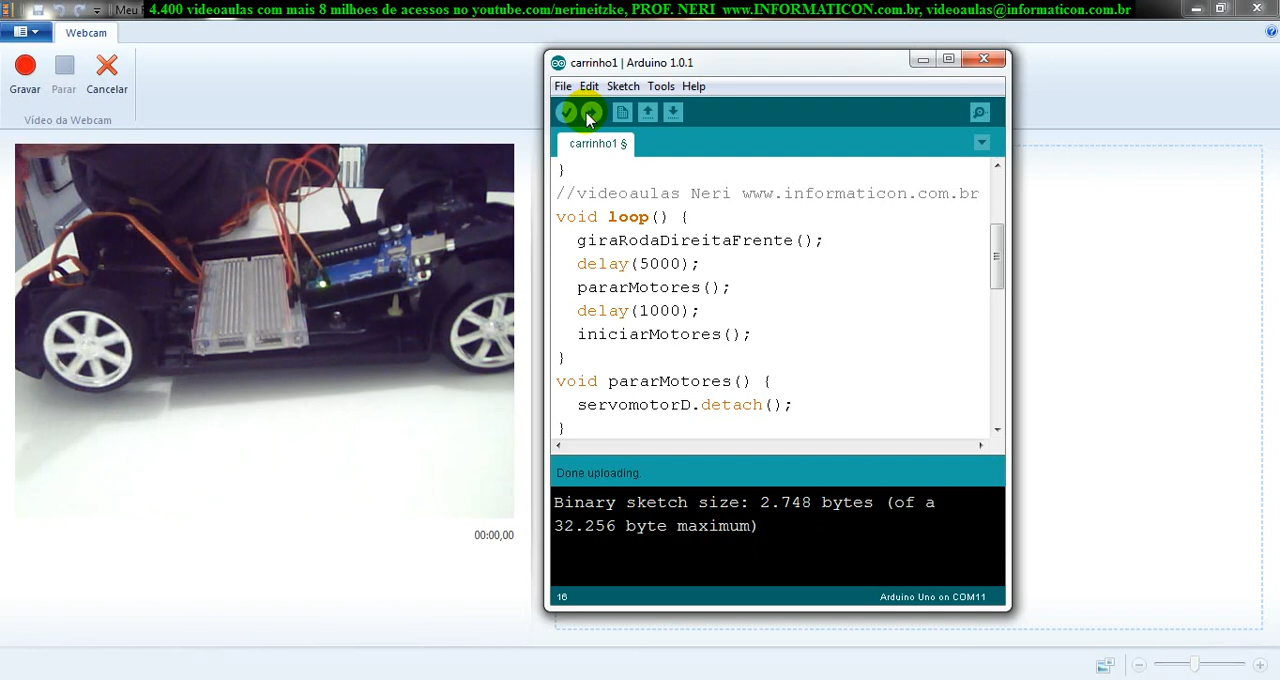 Meu
4.400 videoaulas com mais 8 milhoes de acessos no youtube.com/nerineitzke, PROF. NERI www.INFORMATICON.com.br, videoaulas@informaticon.com.br
Webcam
Gravar
Parar
Cancelar
Vídeo da Webcam
00:00,00
carrinho1 | Arduino 1.0.1
File Edit Sketch Tools Help
carrinho1 §
}
//videoaulas Neri www.informaticon.com.br
void loop() {
giraRodaDireitaFrente();
delay(5000);
pararMotores();
delay(1000);
iniciarMotores();
}
void pararMotores() {
servomotorD.detach();
}
Done uploading.
Binary sketch size: 2.748 bytes (of a
32.256 byte maximum)
16
Arduino Uno on COM11